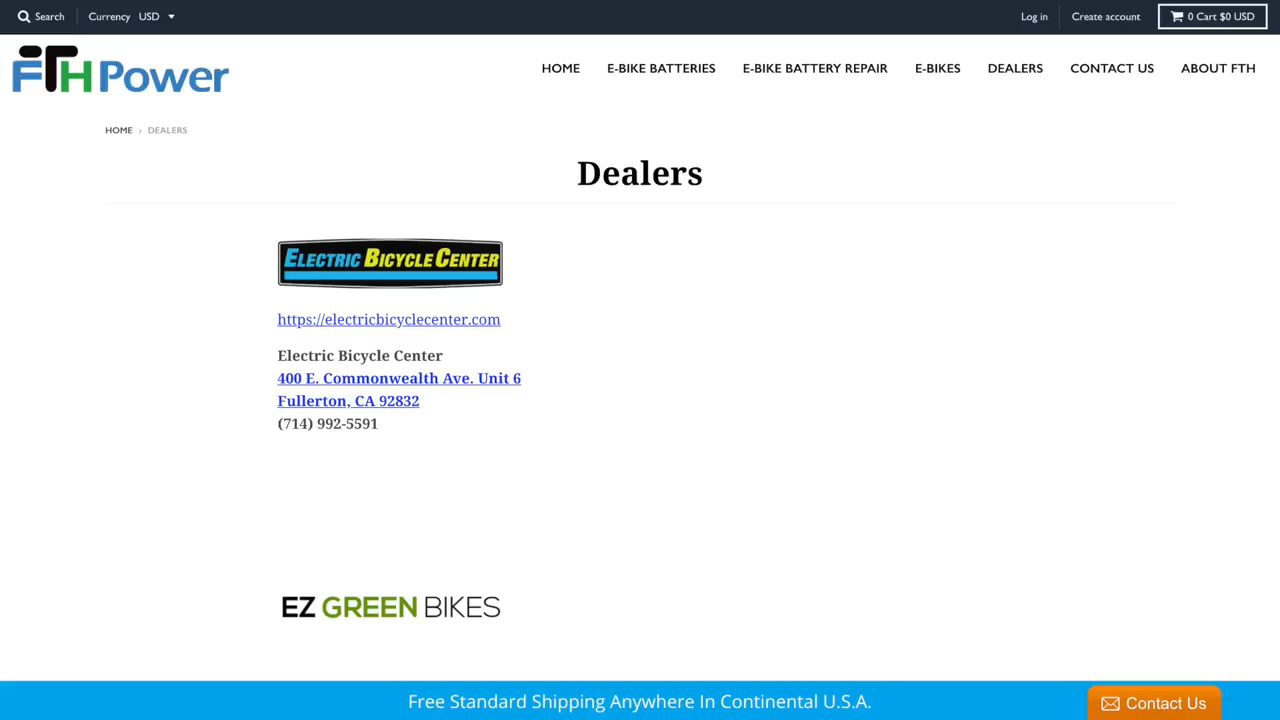 Search
Currency USD
Log in
Create account
0 Cart $0 USD
FTH Power
HOME
E-BIKE BATTERIES
E-BIKE BATTERY REPAIR
E-BIKES
DEALERS
CONTACT US
ABOUT FTH
HOME › DEALERS
Dealers
ELECTRIC BICYCLE CENTER
https://electricbicyclecenter.com
Electric Bicycle Center
400 E. Commonwealth Ave. Unit 6
Fullerton, CA 92832
(714) 992-5591
EZ GREEN BIKES
Free Standard Shipping Anywhere In Continental U.S.A.
Contact Us